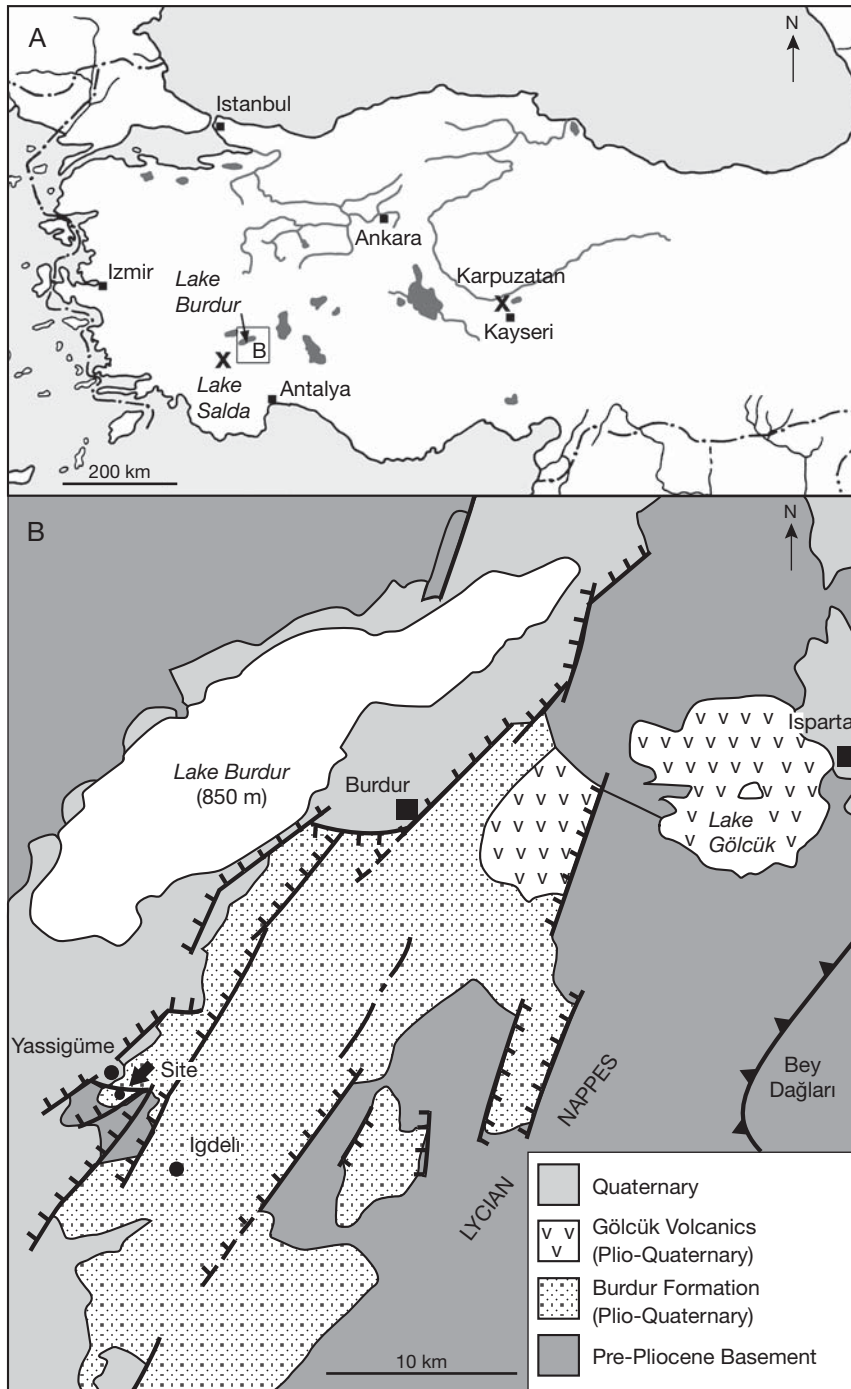 A
N
Istanbul
Ankara
Izmir
Lake
Burdur
B
Karpuzatan
X
Kayseri
X
Lake
Salda
Antalya
200 km
B
N
Isparta
Lake Burdur
(850 m)
Burdur
v v v v
v v v v v v
v v v v v v
v v v
v v v v
v v v v
v v v v
v v v
v v v
v v v
v v
v v v
Lake
Gölcük
Yassigüme
Site
Igdeli
NAPPES
LYCIAN
Bey
Dağları
Quaternary
v v
v
Gölcük Volcanics
(Plio-Quaternary)
Burdur Formation
(Plio-Quaternary)
Pre-Pliocene Basement
10 km